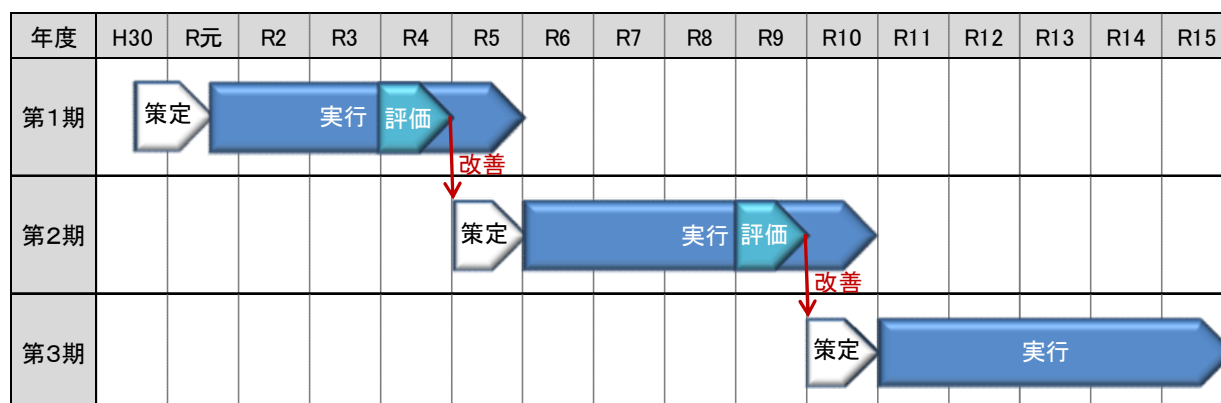 年度 H30 R元 R2 R3 R4 R5 R6 R7 R8 R9 R10 R11 R12 R13 R14 R15
第1期 策定 実行 評価
改善
第2期 策定 実行 評価
改善
第3期 策定 実行